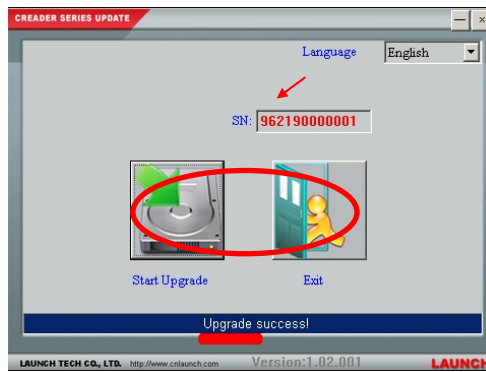 CREADER SERIES UPDATE
Language English
SN: 962190000001
Start Upgrade Exit
Upgrade success!
LAUNCH TECH CO., LTD. http://www.cnlaunch.com Version:1.02.001 LAUNCH